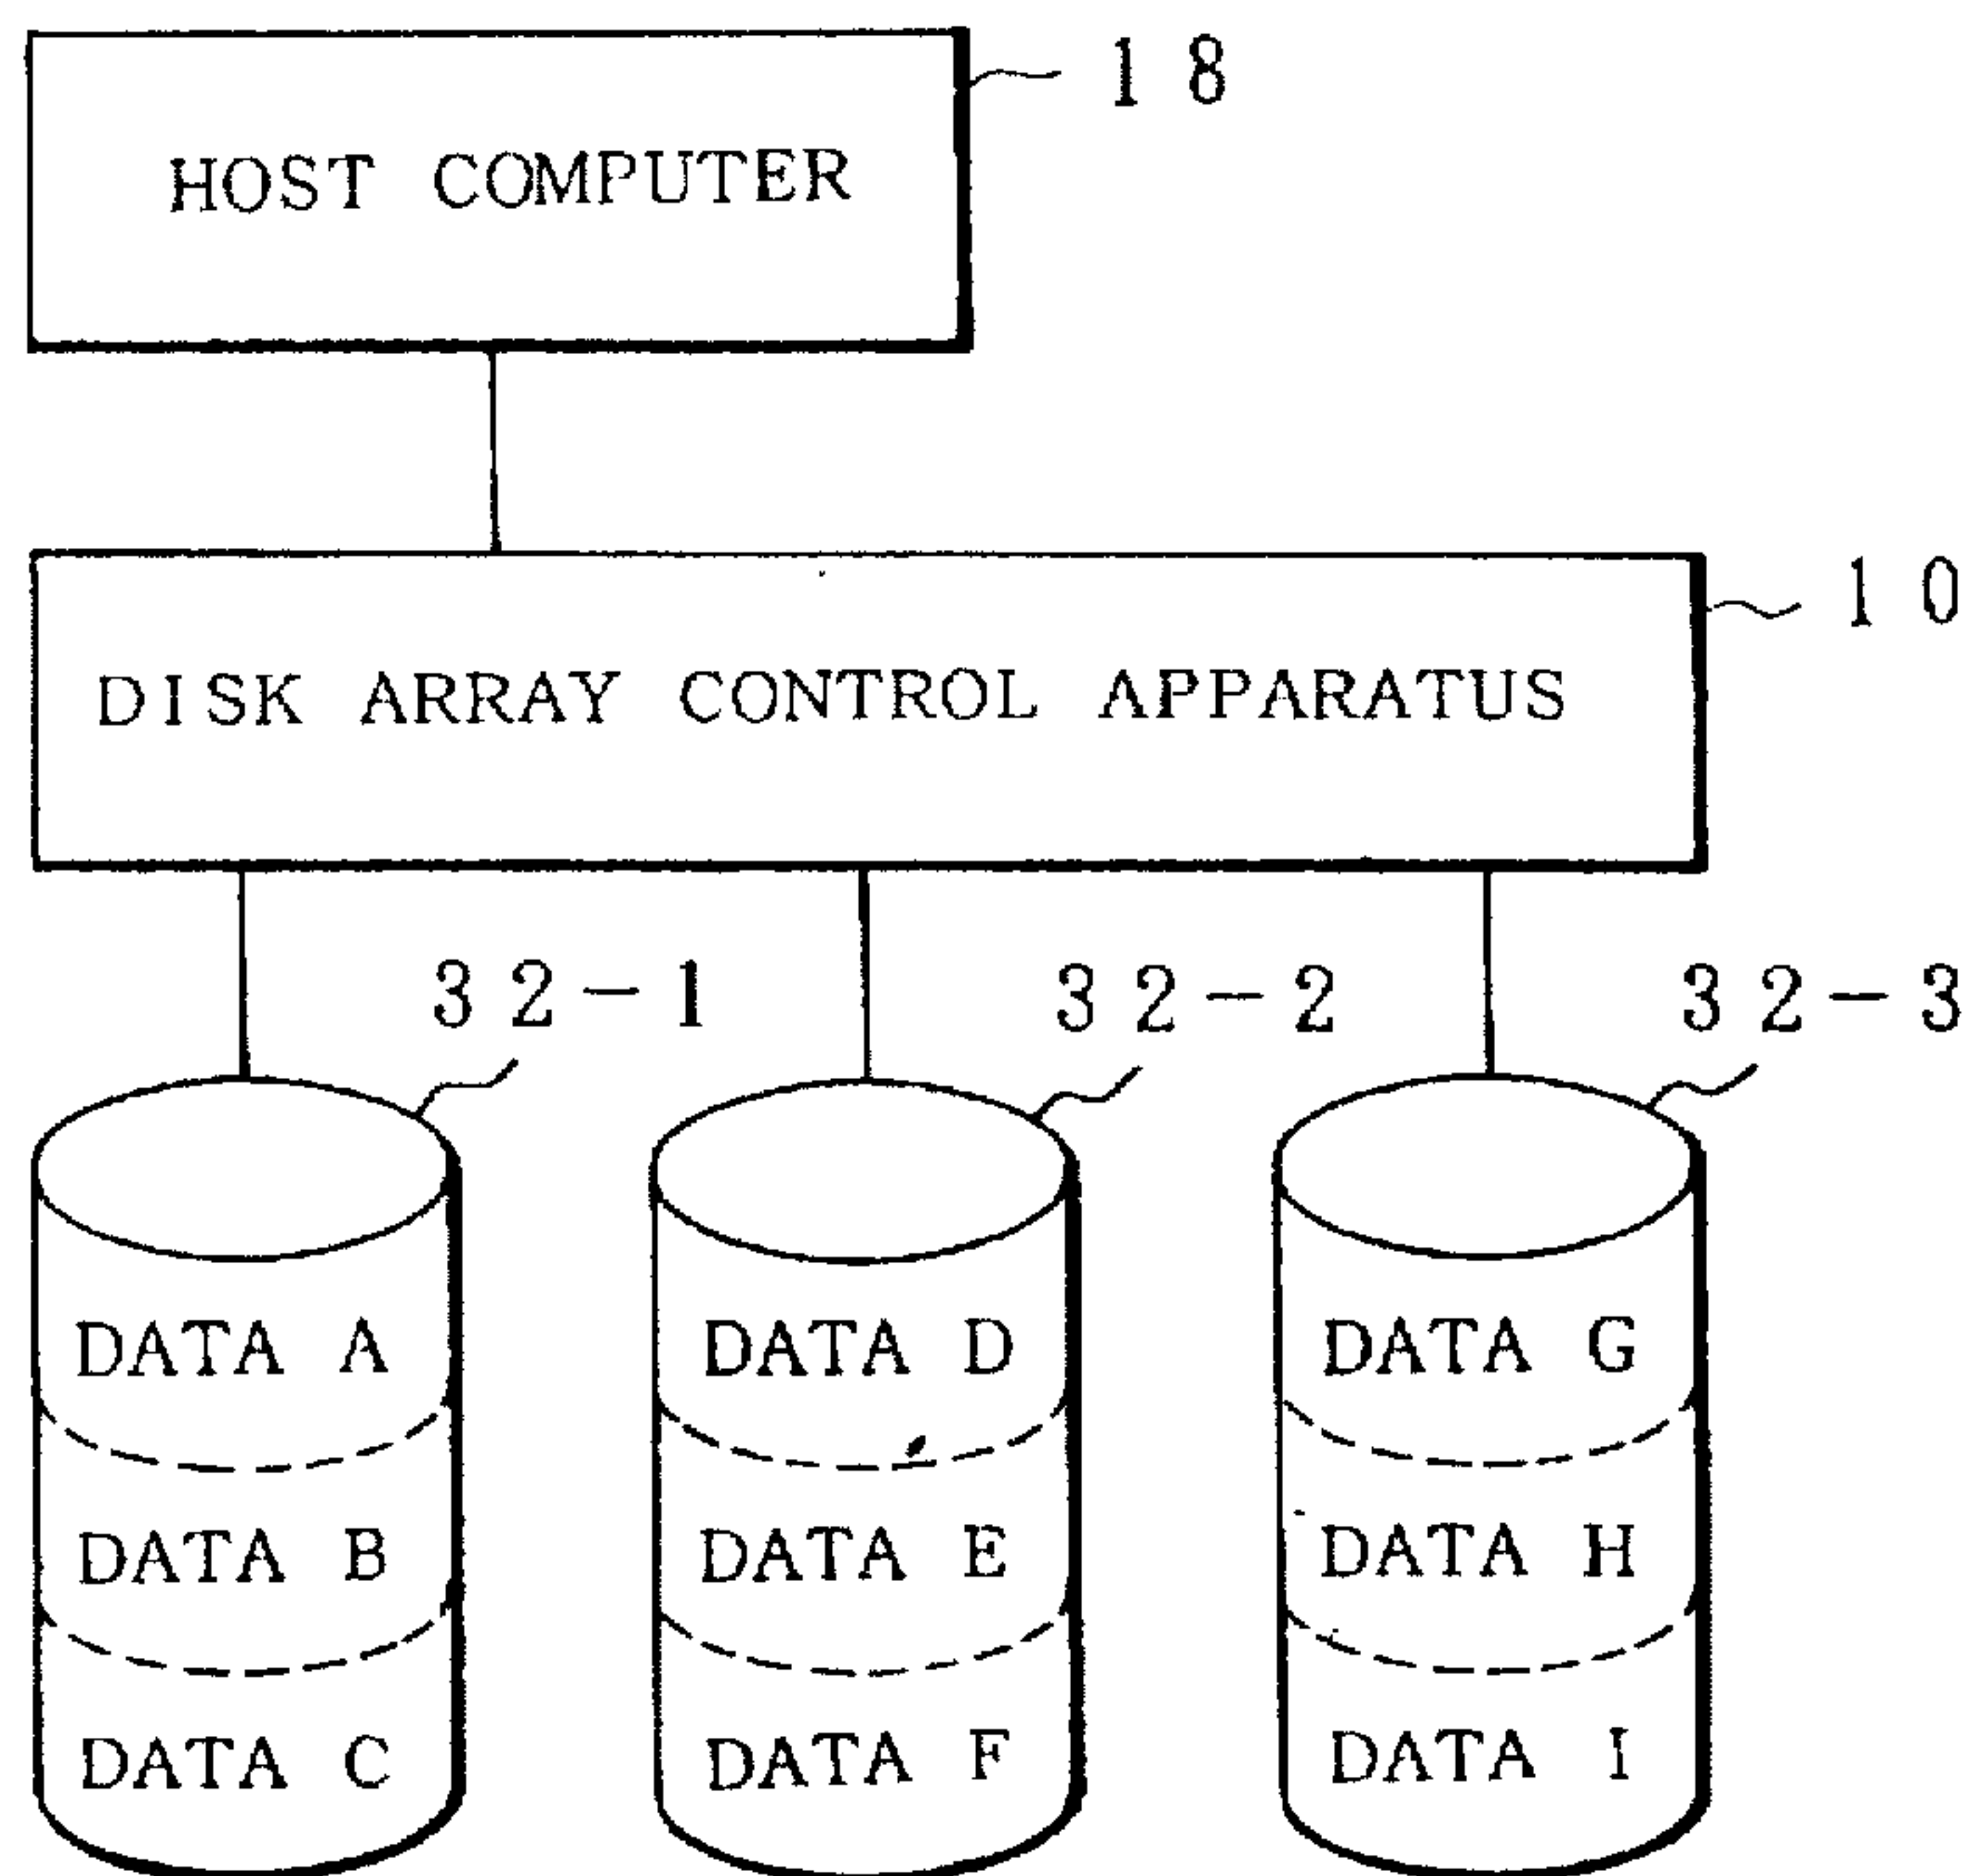 HOST COMPUTER
18
DISK ARRAY CONTROL APPARATUS
10
32-1
32-2
32-3
DATA A
DATA B
DATA C
DATA D
DATA E
DATA F
DATA G
DATA H
DATA I